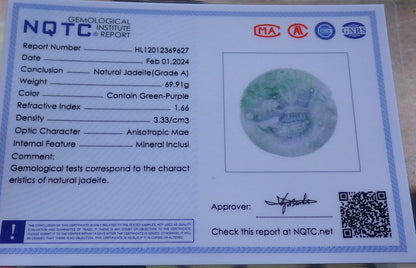 NQTC GEMOLOGICAL
INSTITUTE
REPORT
MA
GNBS
Report Number HL12012369627
Date Feb 01.2024
Conclusion Natural Jadeite(Grade A)
Weight 69.91g
Color Contain Green-Purple
Refractive Index 1.66
Density 3.33/cm3
Optic Character Anisotropic Mae
Internal Feature Mineral Inclusi
Comment:
Gemological tests correspond to the charact
eristics of natural jadeite.
Approver:
Check this report at NQTC.net